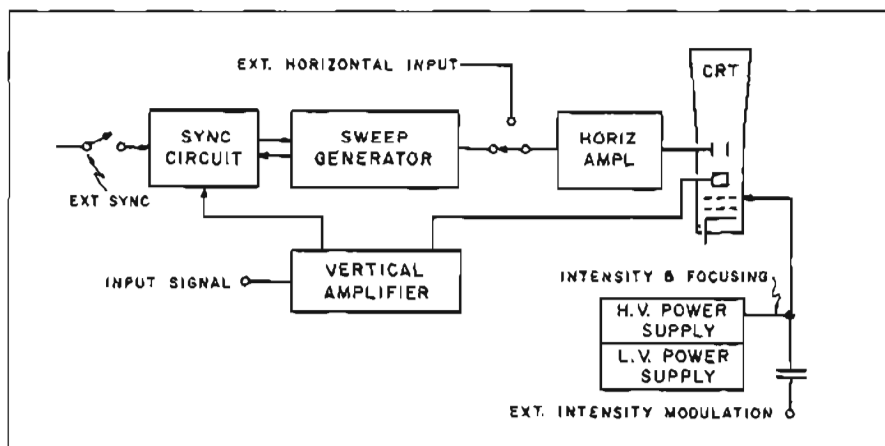 EXT. HORIZONTAL INPUT
CRT
SYNC
CIRCUIT
SWEEP
GENERATOR
HORIZ
AMPL
EXT SYNC
INPUT SIGNAL
VERTICAL
AMPLIFIER
INTENSITY & FOCUSING
H.V. POWER
SUPPLY
L.V. POWER
SUPPLY
EXT. INTENSITY MODULATION